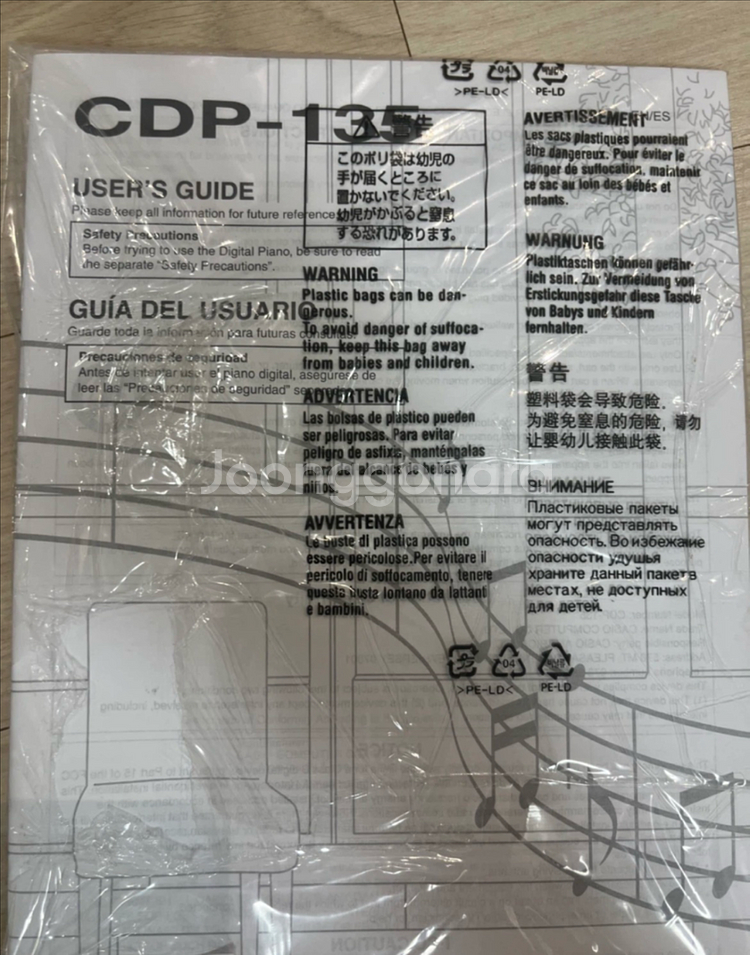 CDP-135
EN/ES
USER'S GUIDE
Please keep all information for future reference
Safety Precautions
Before trying to use the Digital Piano, be sure to read
the separate "Safety Precautions".
GUÍA DEL USUARIO
Guarde toda la información para futuras consultas.
Precauciones de seguridad
Antes de intentar usar el piano digital, asegúrese de
leer las "Precauciones de seguridad"
プラ 04
>PE-LD< PE-LD
警告
このポリ袋は幼児の
手が届くところに
置かないでください。
幼児がかぶると窒息
する恐れがあります。
WARNING
Plastic bags can be dan-
gerous.
To avoid danger of suffoca-
tion, keep this bag away
from babies and children.
ADVERTENCIA
Las bolsas de plástico pueden
ser peligrosas. Para evitar
peligro de asfixia, manténgalas
fuera del alcance de bebés y
niños.
AVVERTENZA
Le buste di plastica possono
essere pericolose.Per evitare il
pericolo di soffocamento, tenere
questa busta lontano da lattanti
e bambini.
AVERTISSEMENT
Les sacs plastiques pourraient
être dangereux. Pour éviter le
danger de suffocation, maintenir
ce sac au loin des bébés et
enfants.
WARNUNG
Plastiktaschen können gefähr-
lich sein. Zur Vermeidung von
Erstickungsgefahr diese Tasche
von Babys und Kindern
fernhalten.
警告
塑料袋会导致危险.
为避免窒息的危险, 请勿
让婴幼儿接触此袋.
ВНИМАНИЕ
Пластиковые пакеты
могут представлять
опасность. Во избежание
опасности удушья
храните данный пакет в
местах, не доступных
для детей.
04
>PE-LD< PE-LD
Joonggonara